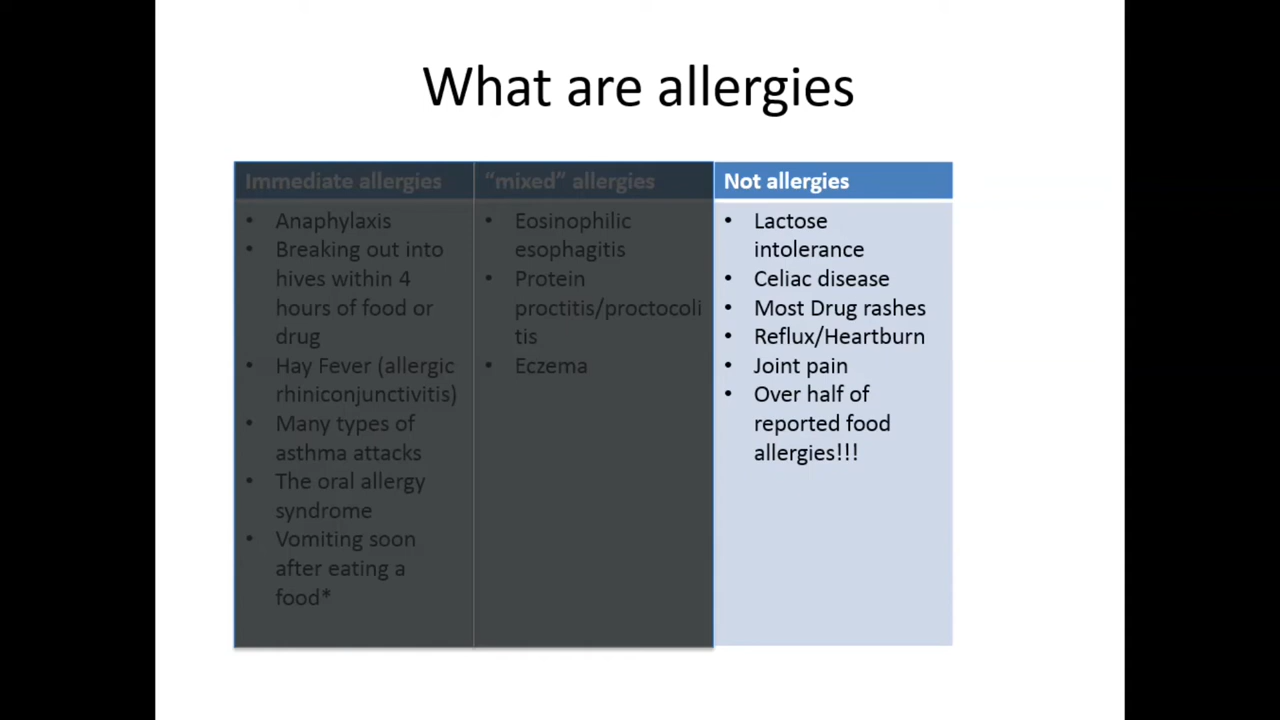 What are allergies
Immediate allergies
• Anaphylaxis
• Breaking out into
hives within 4
hours of food or
drug
• Hay Fever (allergic
rhiniconjunctivitis)
• Many types of
asthma attacks
• The oral allergy
syndrome
• Vomiting soon
after eating a
food*
“mixed” allergies
• Eosinophilic
esophagitis
• Protein
proctitis/proctocoli
tis
• Eczema
Not allergies
• Lactose
intolerance
• Celiac disease
• Most Drug rashes
• Reflux/Heartburn
• Joint pain
• Over half of
reported food
allergies!!!